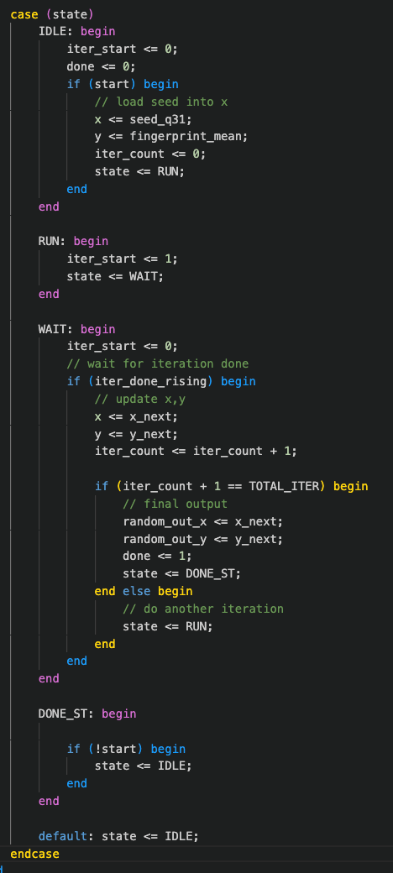 case (state)
    IDLE: begin
        iter_start <= 0;
        done <= 0;
        if (start) begin
            // load seed into x
            x <= seed_q31;
            y <= fingerprint_mean;
            iter_count <= 0;
            state <= RUN;
        end
    end

    RUN: begin
        iter_start <= 1;
        state <= WAIT;
    end

    WAIT: begin
        iter_start <= 0;
        // wait for iteration done
        if (iter_done_rising) begin
            // update x,y
            x <= x_next;
            y <= y_next;
            iter_count <= iter_count + 1;

            if (iter_count + 1 == TOTAL_ITER) begin
                // final output
                random_out_x <= x_next;
                random_out_y <= y_next;
                done <= 1;
                state <= DONE_ST;
            end else begin
                // do another iteration
                state <= RUN;
            end
        end
    end

    DONE_ST: begin

        if (!start) begin
            state <= IDLE;
        end
    end

    default: state <= IDLE;
endcase